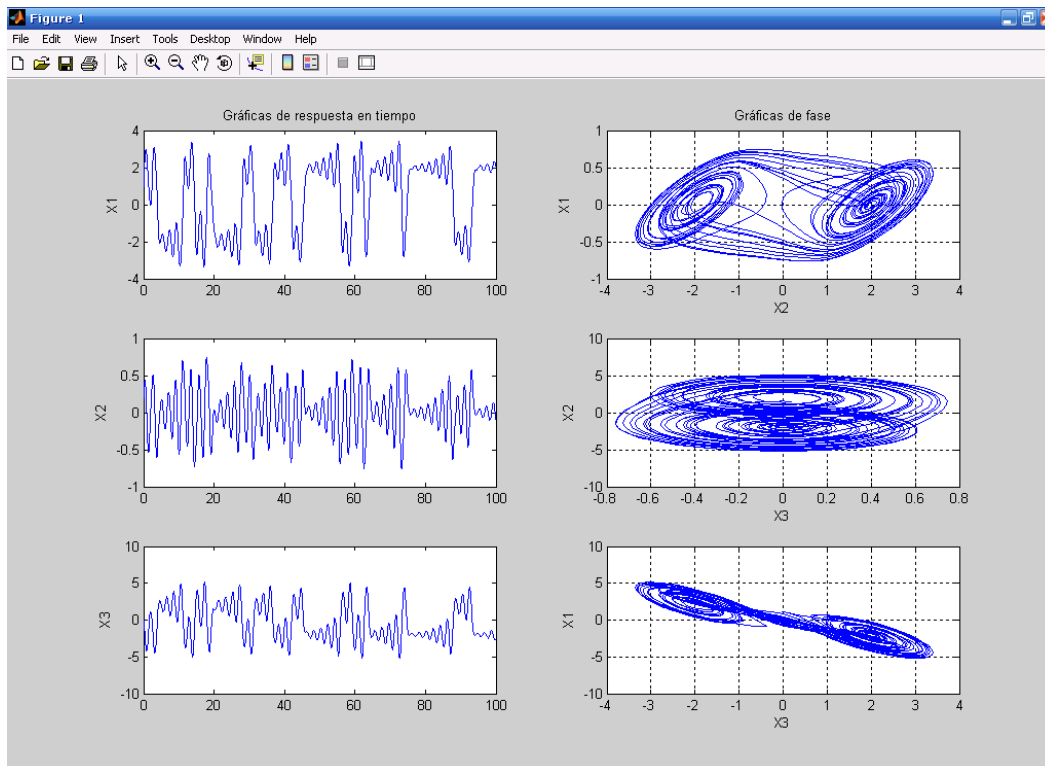 Figure 1
File Edit View Insert Tools Desktop Window Help
Gráficas de respuesta en tiempo
4
2
0
-2
-4
X1
0 20 40 60 80 100
Gráficas de fase
1
0.5
0
-0.5
-1
X1
-4 -3 -2 -1 0 1 2 3 4
X2
1
0.5
0
-0.5
-1
X2
0 20 40 60 80 100
10
5
0
-5
-10
X2
-0.8 -0.6 -0.4 -0.2 0 0.2 0.4 0.6 0.8
X3
10
5
0
-5
-10
X3
0 20 40 60 80 100
10
5
0
-5
-10
X1
-4 -3 -2 -1 0 1 2 3 4
X3